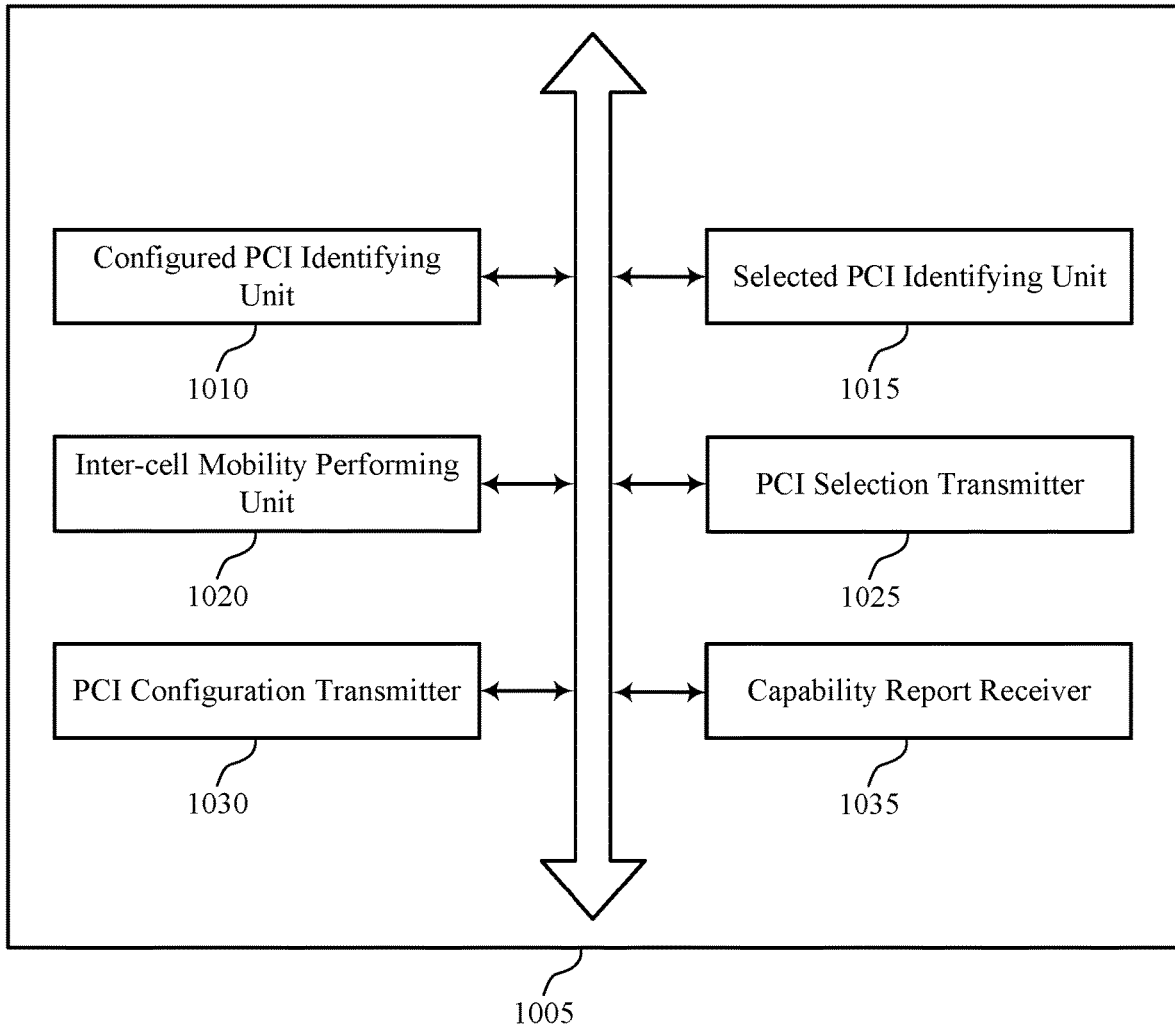 Configured PCI Identifying
Unit
1010
Selected PCI Identifying Unit
1015
Inter-cell Mobility Performing
Unit
1020
PCI Selection Transmitter
1025
PCI Configuration Transmitter
1030
Capability Report Receiver
1035
1005